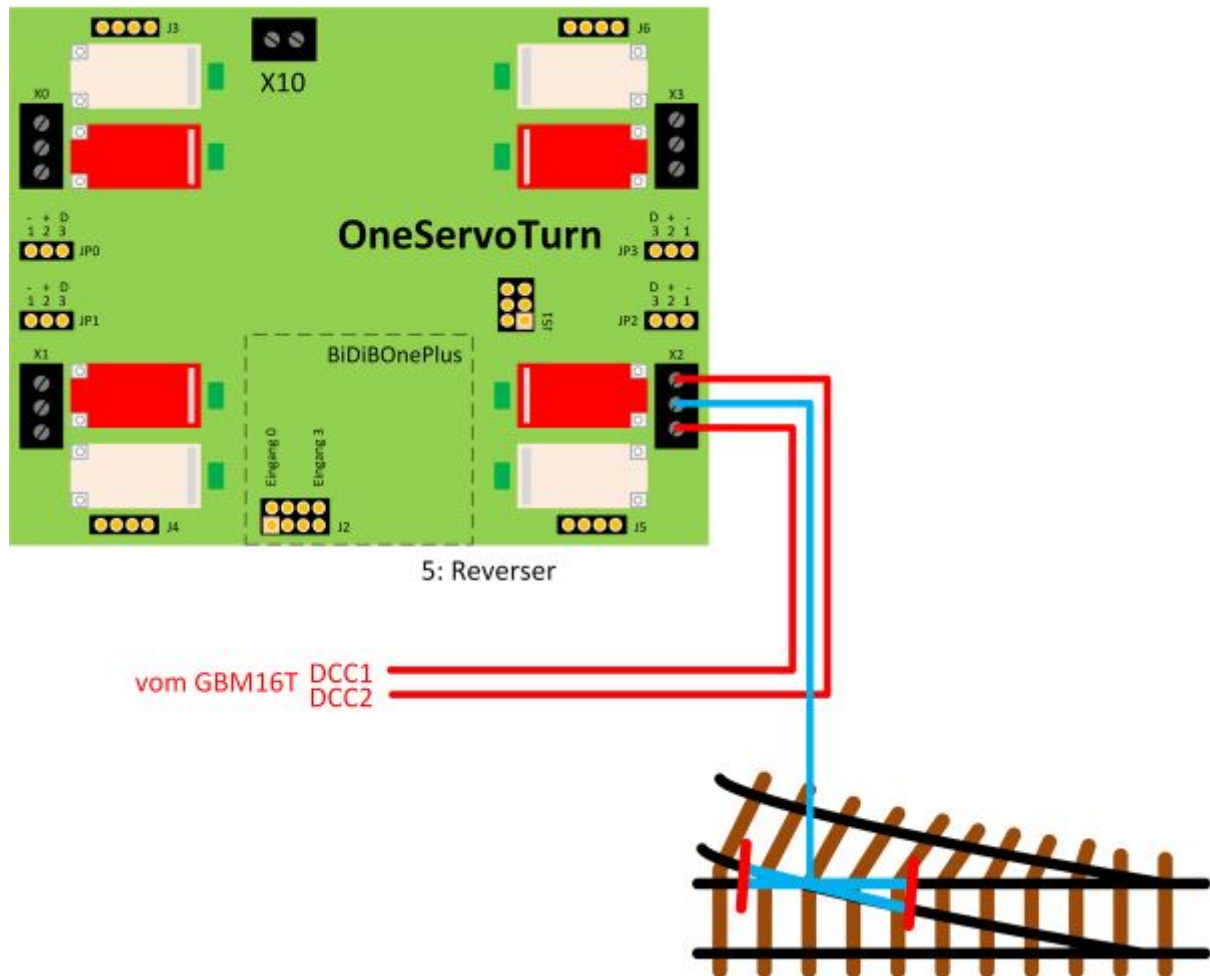 J3
J6
X10
X0
X3
- + D
1 2 3
JP0
OneServoTurn
D + -
3 2 1
JP3
- + D
1 2 3
JP1
JS1
D + -
3 2 1
JP2
X1
BiDiBOnePlus
X2
Eingang 0
Eingang 3
J4
J2
J5
5: Reverser
vom GBM16T DCC1
DCC2